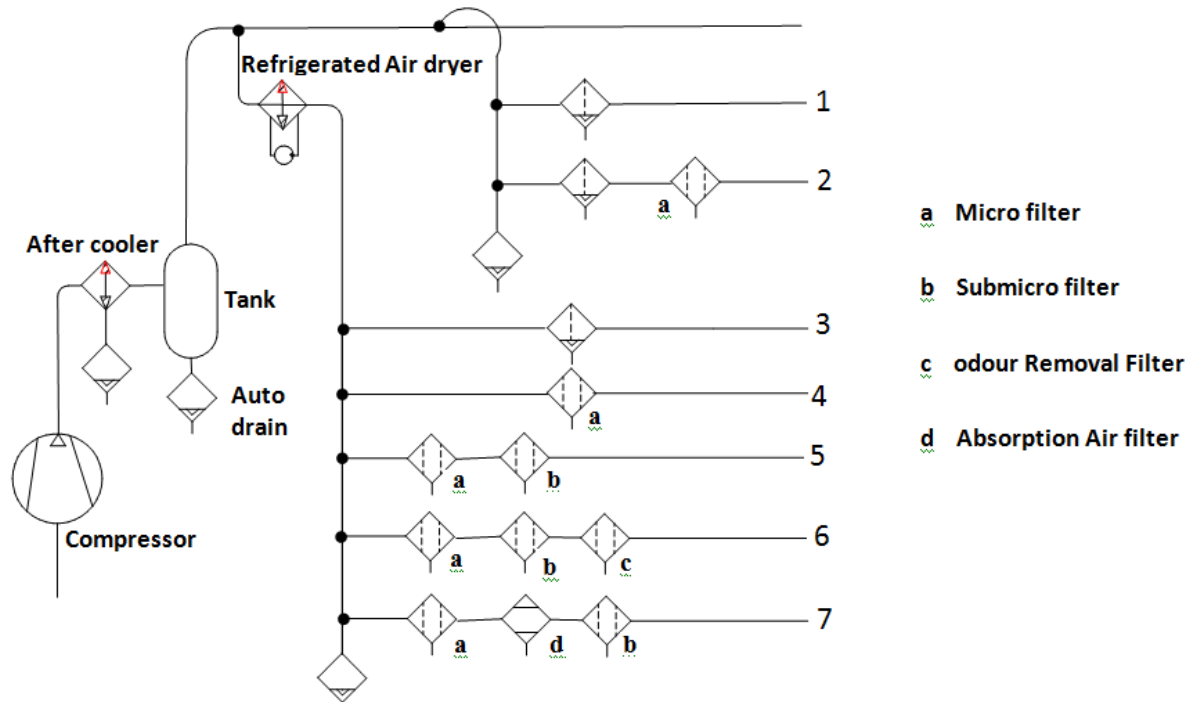 Refrigerated Air dryer
1
2
a
a Micro filter
After cooler
Tank
b Submicro filter
3
c odour Removal Filter
4
a
Auto
drain
d Absorption Air filter
5
a b
Compressor
6
a b c
7
a d b